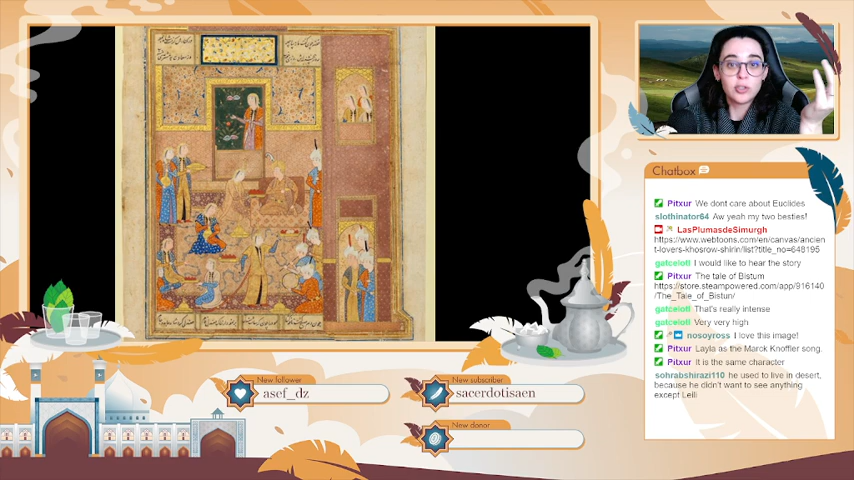 Chatbox
Pitxur We dont care about Euclides
slothinator64 Aw yeah my two besties!
LasPlumasdeSimurgh
https://www.webtoons.com/en/canvas/ancien
t-lovers-khosrow-shirin/list?title_no=648195
gatcelotl I would like to hear the story
Pitxur The tale of Bistum
https://store.steampowered.com/app/916140
/The_Tale_of_Bistun/
gatcelotl That's really intense
gatcelotl Very very high
nosoyross I love this image!
Pitxur Layla as the Marck Knoffler song.
Pitxur It is the same character
sohrabshirazi110 he used to live in desert,
because he didn't want to see anything
except Leili
New follower
asef_dz
New subscriber
sacerdotisaen
New donor